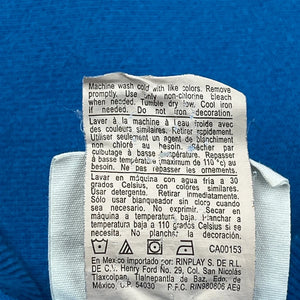 Machine wash cold with like colors. Remove
promptly. Use only non-chlorine bleach
when needed. Tumble dry low. Cool iron
if needed. Do not iron decoration.
Laver à la machine à l'eau froide avec
des couleurs similaires. Retirer rapidement.
Si nécessaire, utiliser un agent de blanchiment
non chloré au besoin. Sécher par
culbutage à basse température. Repasser
à basse température (maximum de 110 °c) au
besoin. Ne pas rebasser les ornements.
Lavar en máquina con agua fría a 30
grados Celsius, con colores similares.
Usar detergente. Retirar inmediatamente.
Sólo usar blanqueador sin cloro cuando
sea necesario. No exprimir. Secar en
máquina a temperatura baja. Planchar a
temperatura baja a 110 grados Celsius
si es necesario. No planchar decoración.
CA00153
En Mexico importado por: RINPLAY S. DE R.L.
DE C.V. Henry Ford No. 29, Col. San Nicolás
Tlaxcolpan, Tlalnepantla de Baz, Edo. de
México, C.P. 54030 R.F.C. RIN980806 AE9